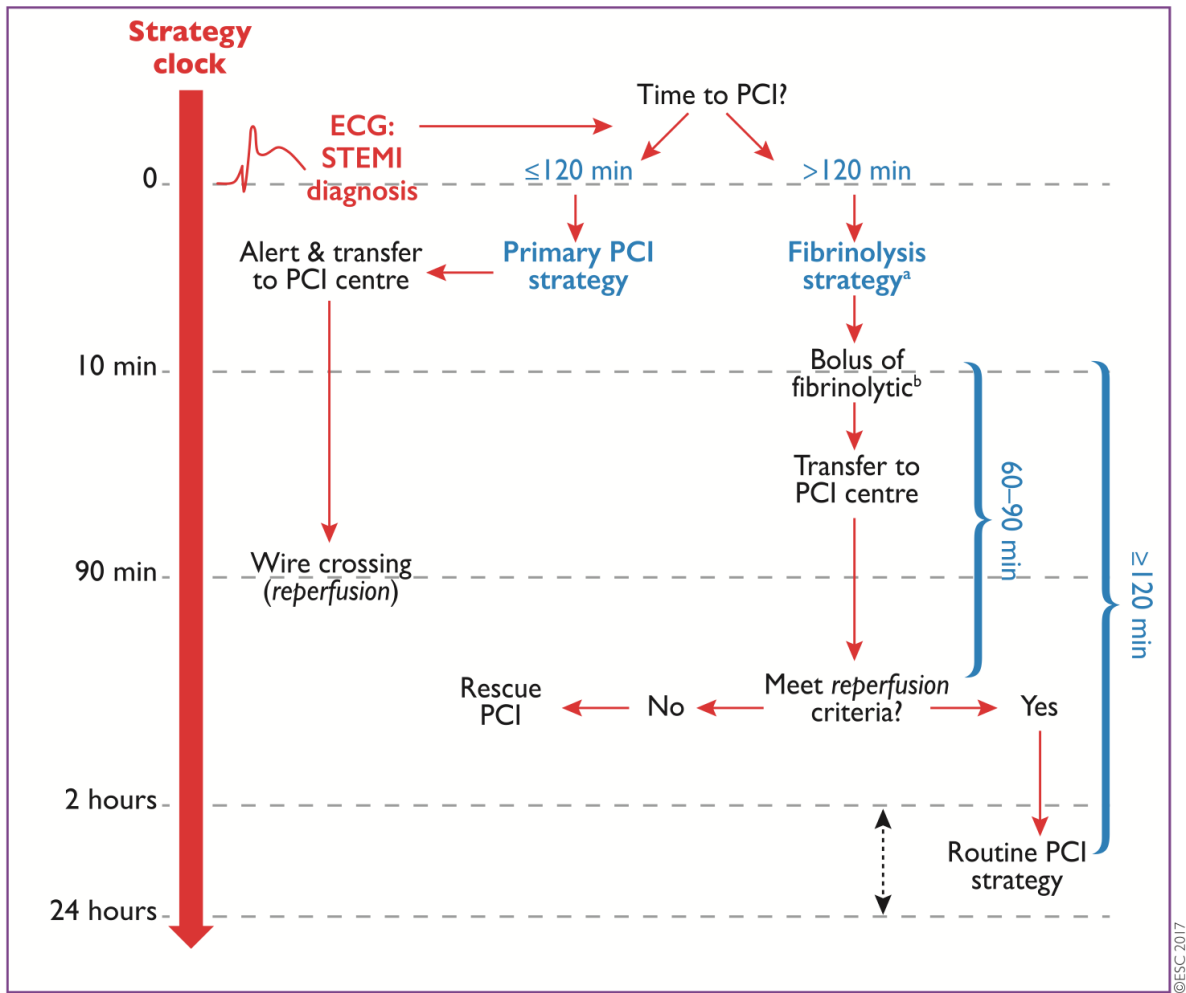 Strategy
clock
Time to PCI?
ECG:
STEMI
diagnosis
0
≤120 min
>120 min
Alert & transfer
to PCI centre
Primary PCI
strategy
Fibrinolysis
strategyᵃ
10 min
Bolus of
fibrinolyticᵇ
Transfer to
PCI centre
60–90 min
≥120 min
90 min
Wire crossing
(reperfusion)
Rescue
PCI
No
Meet reperfusion
criteria?
Yes
2 hours
Routine PCI
strategy
24 hours
©ESC 2017